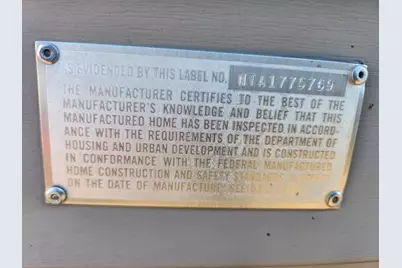 AS EVIDENCED BY THIS LABEL NO. NTA1775769
THE MANUFACTURER CERTIFIES TO THE BEST OF THE
MANUFACTURER'S KNOWLEDGE AND BELIEF THAT THIS
MANUFACTURED HOME HAS BEEN INSPECTED IN ACCORD-
ANCE WITH THE REQUIREMENTS OF THE DEPARTMENT OF
HOUSING AND URBAN DEVELOPMENT AND IS CONSTRUCTED
IN CONFORMANCE WITH THE FEDERAL MANUFACTURED
HOME CONSTRUCTION AND SAFETY STANDARDS IN EFFECT
ON THE DATE OF MANUFACTURE.